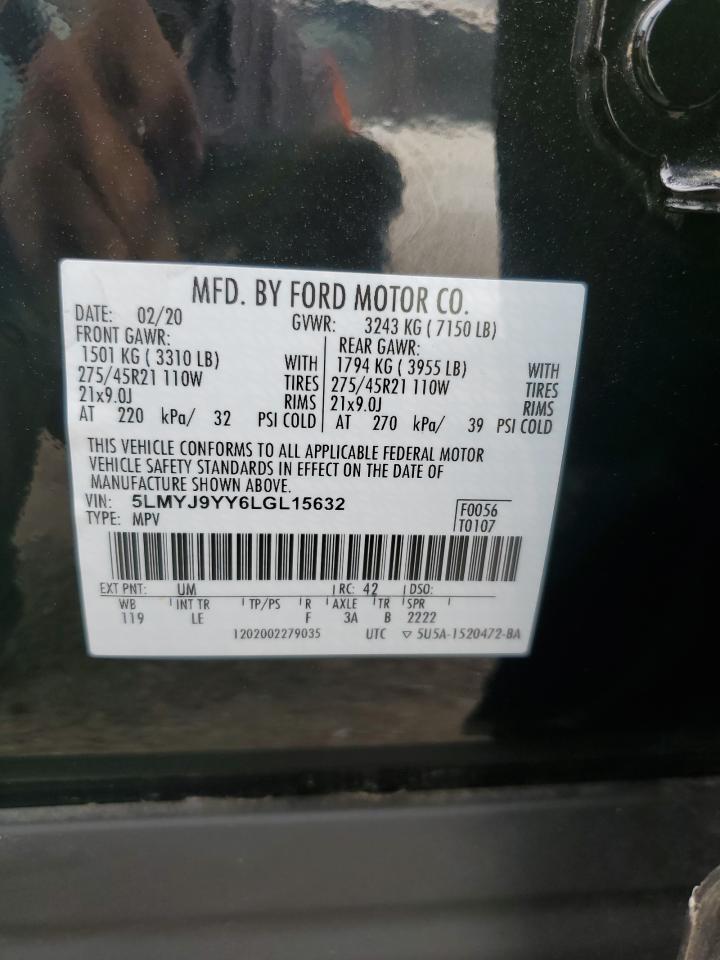 MFD. BY FORD MOTOR CO.
DATE: 02/20 GVWR: 3243 KG ( 7150 LB)
FRONT GAWR: REAR GAWR:
1501 KG ( 3310 LB) WITH 1794 KG ( 3955 LB) WITH
275/45R21 110W TIRES 275/45R21 110W TIRES
21x9.0J RIMS 21x9.0J RIMS
AT 220 kPa/ 32 PSI COLD AT 270 kPa/ 39 PSI COLD
THIS VEHICLE CONFORMS TO ALL APPLICABLE FEDERAL MOTOR
VEHICLE SAFETY STANDARDS IN EFFECT ON THE DATE OF
MANUFACTURE SHOWN ABOVE.
VIN: 5LMYJ9YY6LGL15632 F0056
TYPE: MPV T0107
EXT PNT: UM RC: 42 DSO:
WB INT TR TP/PS R AXLE TR SPR
119 LE F 3A B 2222
1202002279035 UTC ▽ 5U5A-1520472-BA